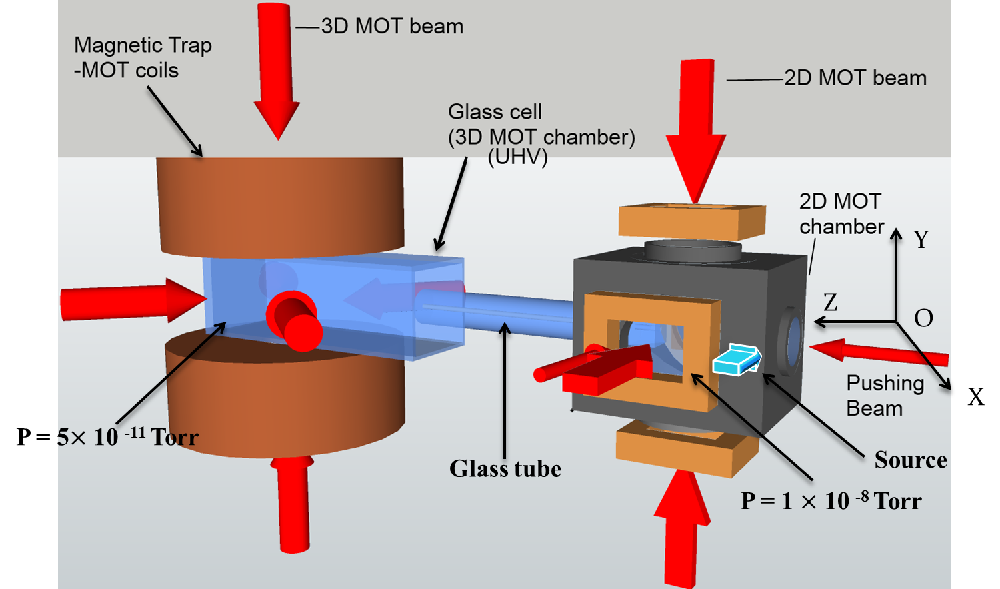 3D MOT beam
Magnetic Trap
-MOT coils
2D MOT beam
Glass cell
(3D MOT chamber)
(UHV)
2D MOT
chamber
Y
Z
O
X
Pushing
Beam
P = 5× 10 -11 Torr
Glass tube
Source
P = 1 × 10 -8 Torr